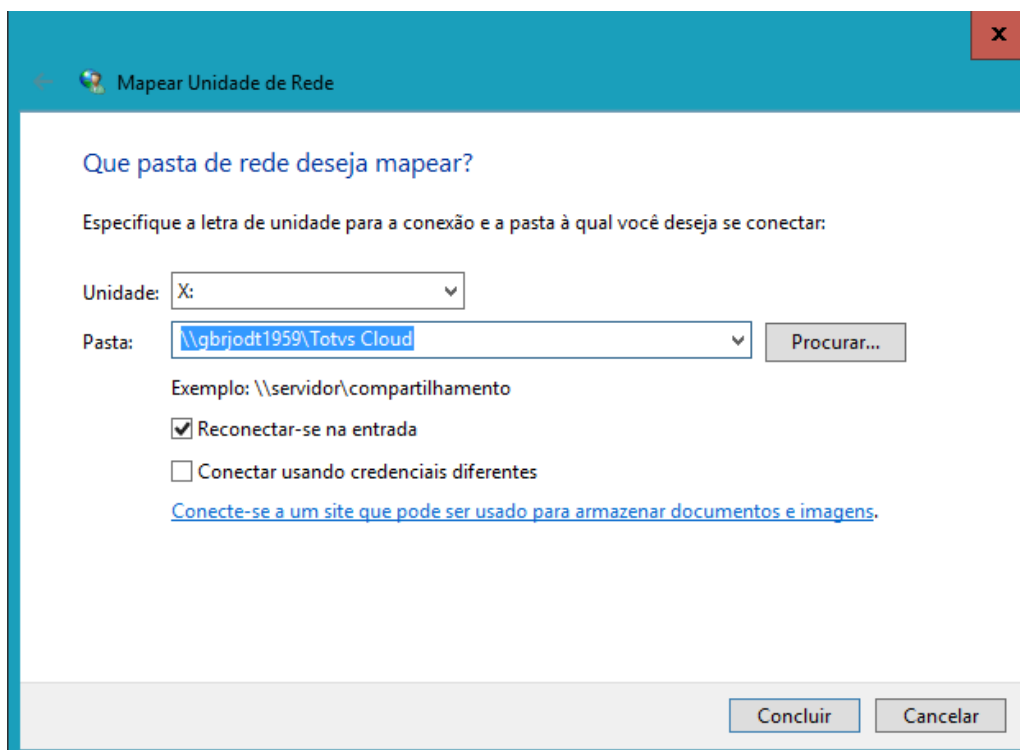 x
Mapear Unidade de Rede
Que pasta de rede deseja mapear?
Especifique a letra de unidade para a conexão e a pasta à qual você deseja se conectar:
Unidade: X:
Pasta: \\gbrjodt1959\Totvs Cloud Procurar...
Exemplo: \\servidor\compartilhamento
Reconectar-se na entrada
Conectar usando credenciais diferentes
Conecte-se a um site que pode ser usado para armazenar documentos e imagens.
Concluir Cancelar